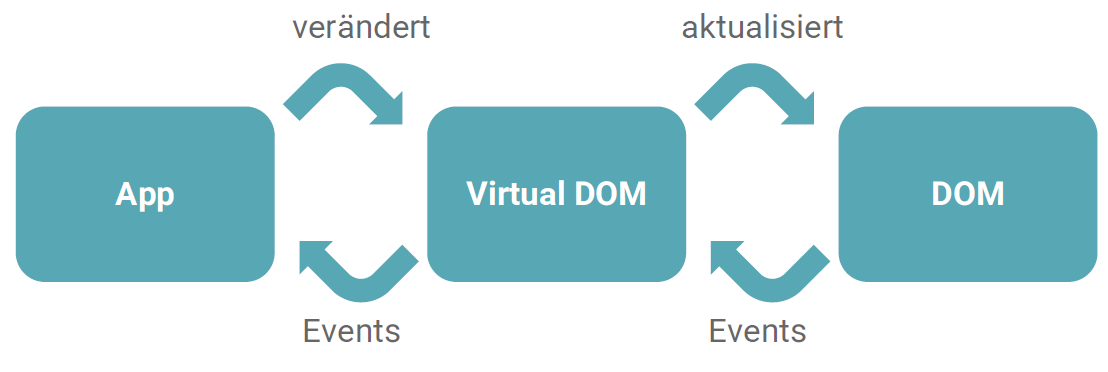 verändert
aktualisiert
App
Virtual DOM
DOM
Events
Events